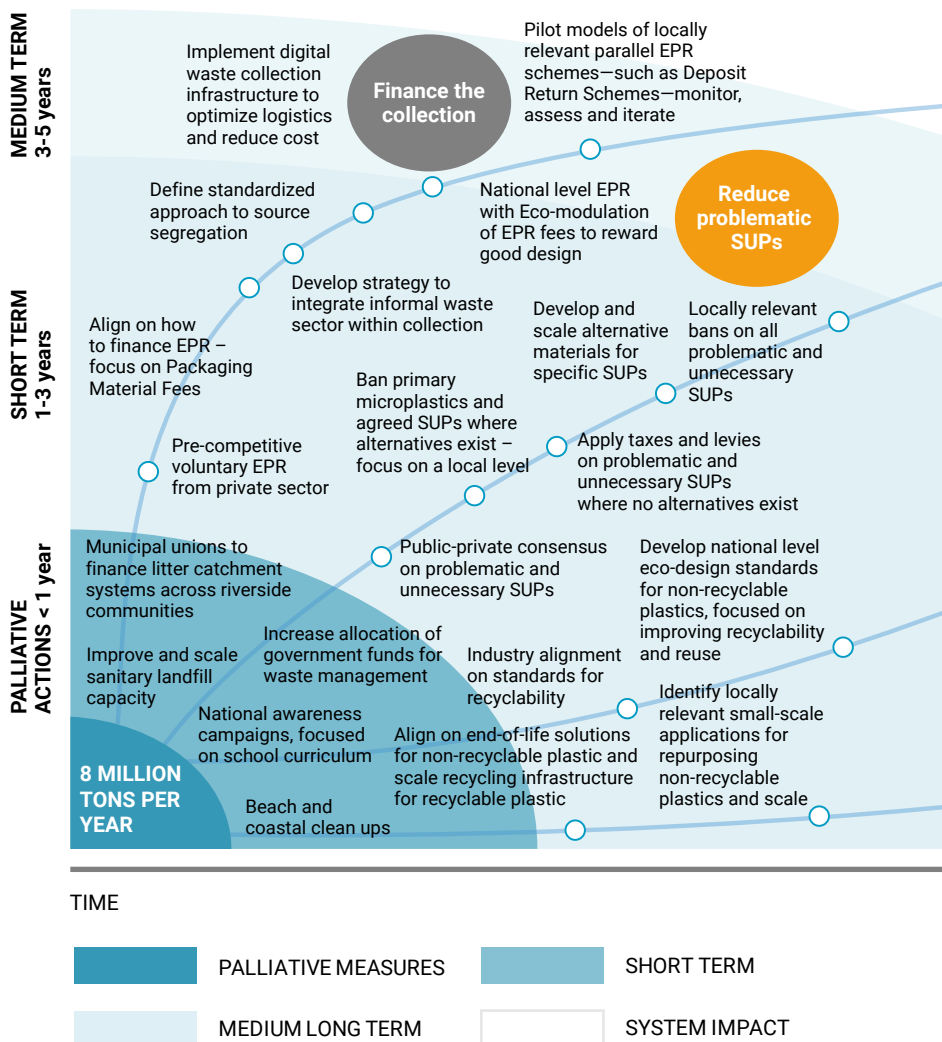 MEDIUM TERM
3-5 years
Implement digital
waste collection
infrastructure to
optimize logistics
and reduce cost
Finance the
collection
Pilot models of locally
relevant parallel EPR
schemes—such as Deposit
Return Schemes—monitor,
assess and iterate
Define standardized
approach to source
segregation
National level EPR
with Eco-modulation
of EPR fees to reward
good design
Reduce
problematic
SUPs
SHORT TERM
1-3 years
Develop strategy to
integrate informal waste
sector within collection
Align on how
to finance EPR –
focus on Packaging
Material Fees
Develop and
scale alternative
materials for
specific SUPs
Locally relevant
bans on all
problematic and
unnecessary
SUPs
Ban primary
microplastics and
agreed SUPs where
alternatives exist –
focus on a local level
Pre-competitive
voluntary EPR
from private sector
Apply taxes and levies
on problematic and
unnecessary SUPs
where no alternatives exist
PALLIATIVE
ACTIONS < 1 year
Municipal unions to
finance litter catchment
systems across riverside
communities
Public-private consensus
on problematic and
unnecessary SUPs
Develop national level
eco-design standards
for non-recyclable
plastics, focused on
improving recyclability
and reuse
Increase allocation of
government funds for
waste management
Improve and scale
sanitary landfill
capacity
Industry alignment
on standards for
recyclability
National awareness
campaigns, focused
on school curriculum
Align on end-of-life solutions
for non-recyclable plastic and
scale recycling infrastructure
for recyclable plastic
Identify locally
relevant small-scale
applications for
repurposing
non-recyclable
plastics and scale
8 MILLION
TONS PER
YEAR
Beach and
coastal clean ups
TIME
PALLIATIVE MEASURES
SHORT TERM
MEDIUM LONG TERM
SYSTEM IMPACT